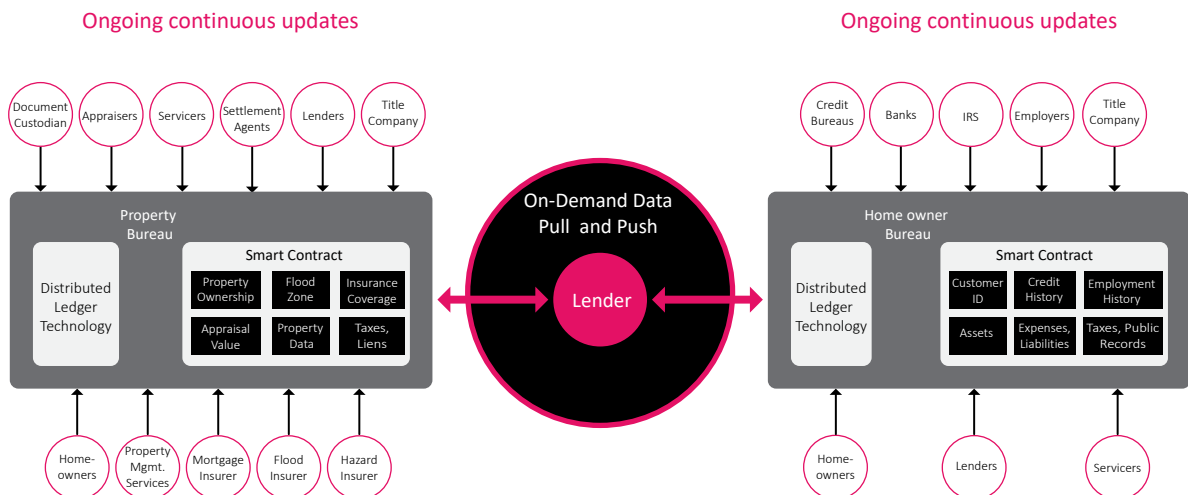 Ongoing continuous updates
Ongoing continuous updates
Document
Custodian
Appraisers
Servicers
Settlement
Agents
Lenders
Title
Company
Credit
Bureaus
Banks
IRS
Employers
Title
Company
Property
Bureau
Distributed
Ledger
Technology
Smart Contract
Property
Ownership
Flood
Zone
Insurance
Coverage
Appraisal
Value
Property
Data
Taxes,
Liens
On-Demand Data
Pull and Push
Lender
Home owner
Bureau
Distributed
Ledger
Technology
Smart Contract
Customer
ID
Credit
History
Employment
History
Assets
Expenses,
Liabilities
Taxes, Public
Records
Home-
owners
Property
Mgmt.
Services
Mortgage
Insurer
Flood
Insurer
Hazard
Insurer
Home-
owners
Lenders
Servicers